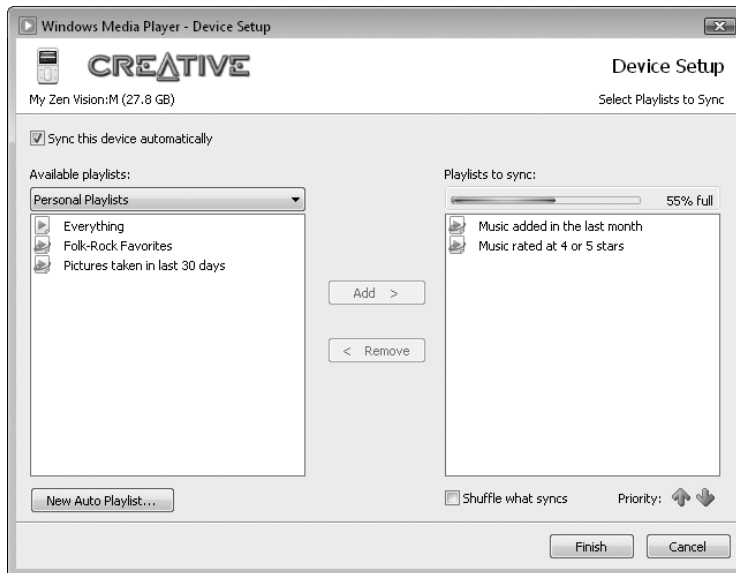 Windows Media Player - Device Setup
CREATIVE
Device Setup
My Zen Vision:M (27.8 GB)
Select Playlists to Sync
Sync this device automatically
Available playlists:
Personal Playlists
Everything
Folk-Rock Favorites
Pictures taken in last 30 days
New Auto Playlist...
Add >
< Remove
Playlists to sync:
55% full
Music added in the last month
Music rated at 4 or 5 stars
Shuffle what syncs
Priority:
Finish
Cancel